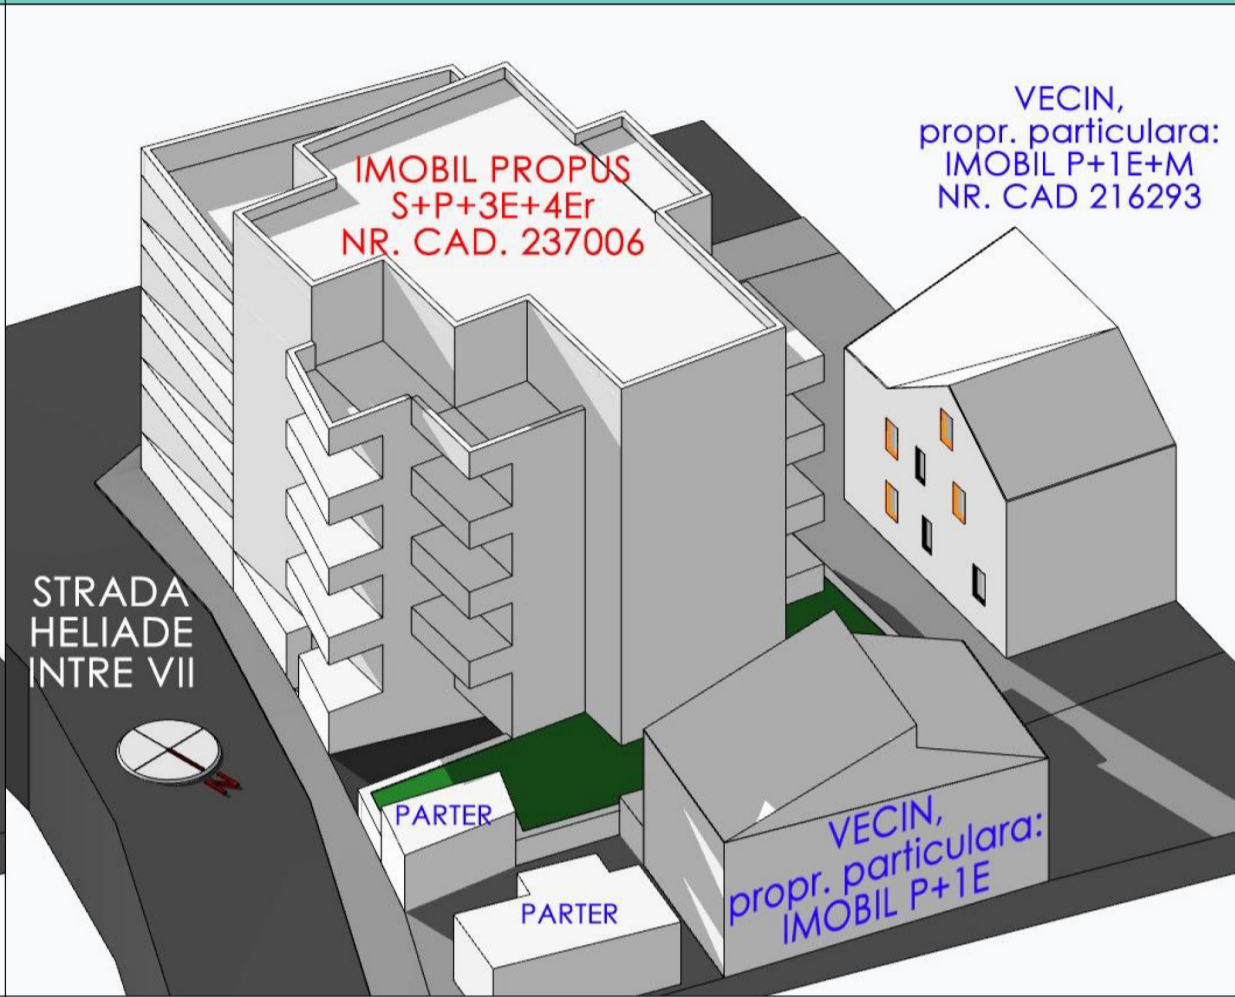 VECIN,
propr. particulara:
IMOBIL P+1E+M
NR. CAD 216293
IMOBIL PROPUS
S+P+3E+4Er
NR. CAD. 237006
STRADA
HELIADE
INTRE VII
N
PARTER
PARTER
VECIN,
propr. particulara:
IMOBIL P+1E